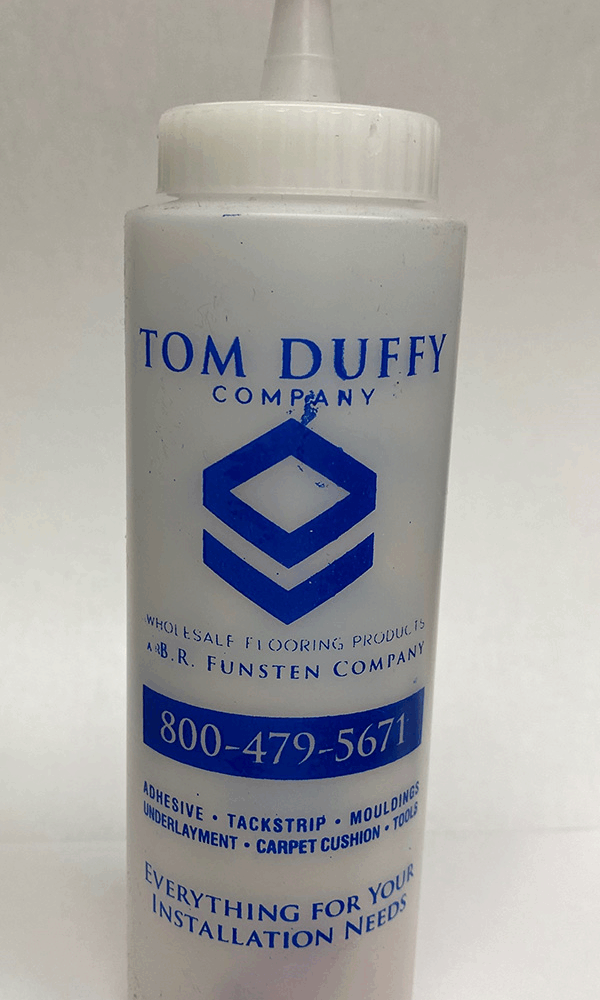 TOM DUFFY
COMPANY
WHOLESALE FLOORING PRODUCTS
A B.R. FUNSTEN COMPANY
800-479-5671
ADHESIVE • TACKSTRIP • MOULDINGS
UNDERLAYMENT • CARPET CUSHION • TOOLS
EVERYTHING FOR YOUR
INSTALLATION NEEDS